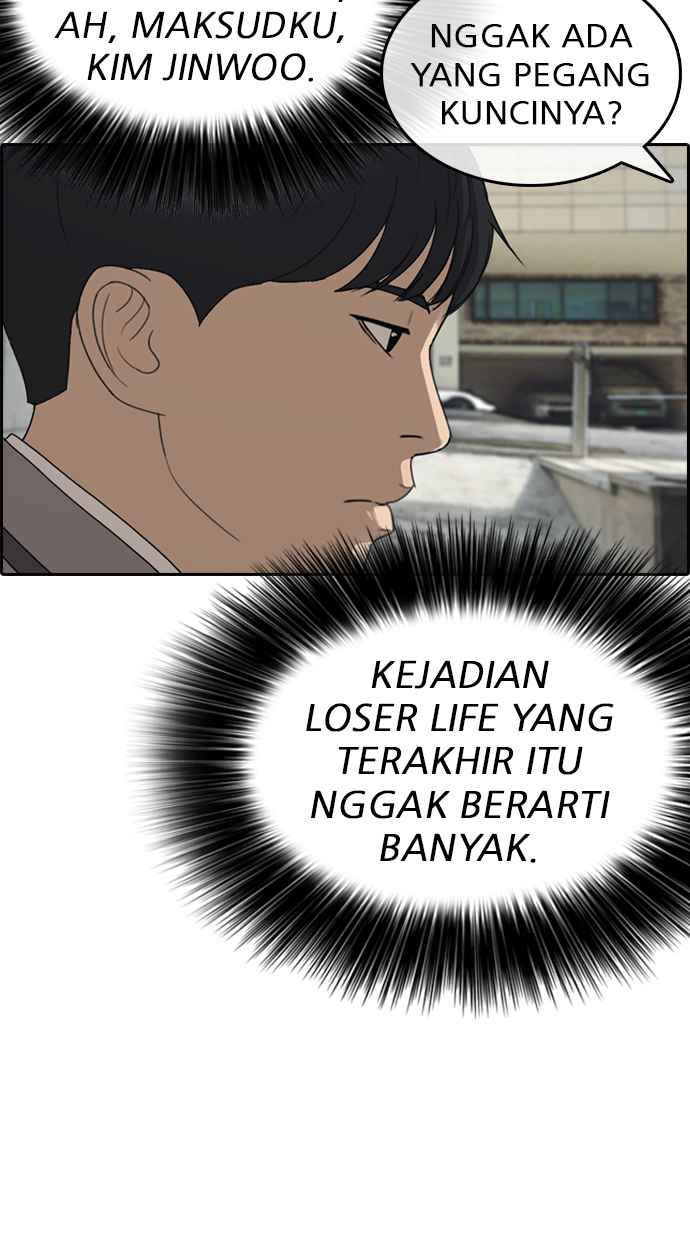 AH, MAKSUDKU,
KIM JINWOO.
NGGAK ADA
YANG PEGANG
KUNCINYA?
KEJADIAN
LOSER LIFE YANG
TERAKHIR ITU
NGGAK BERARTI
BANYAK.